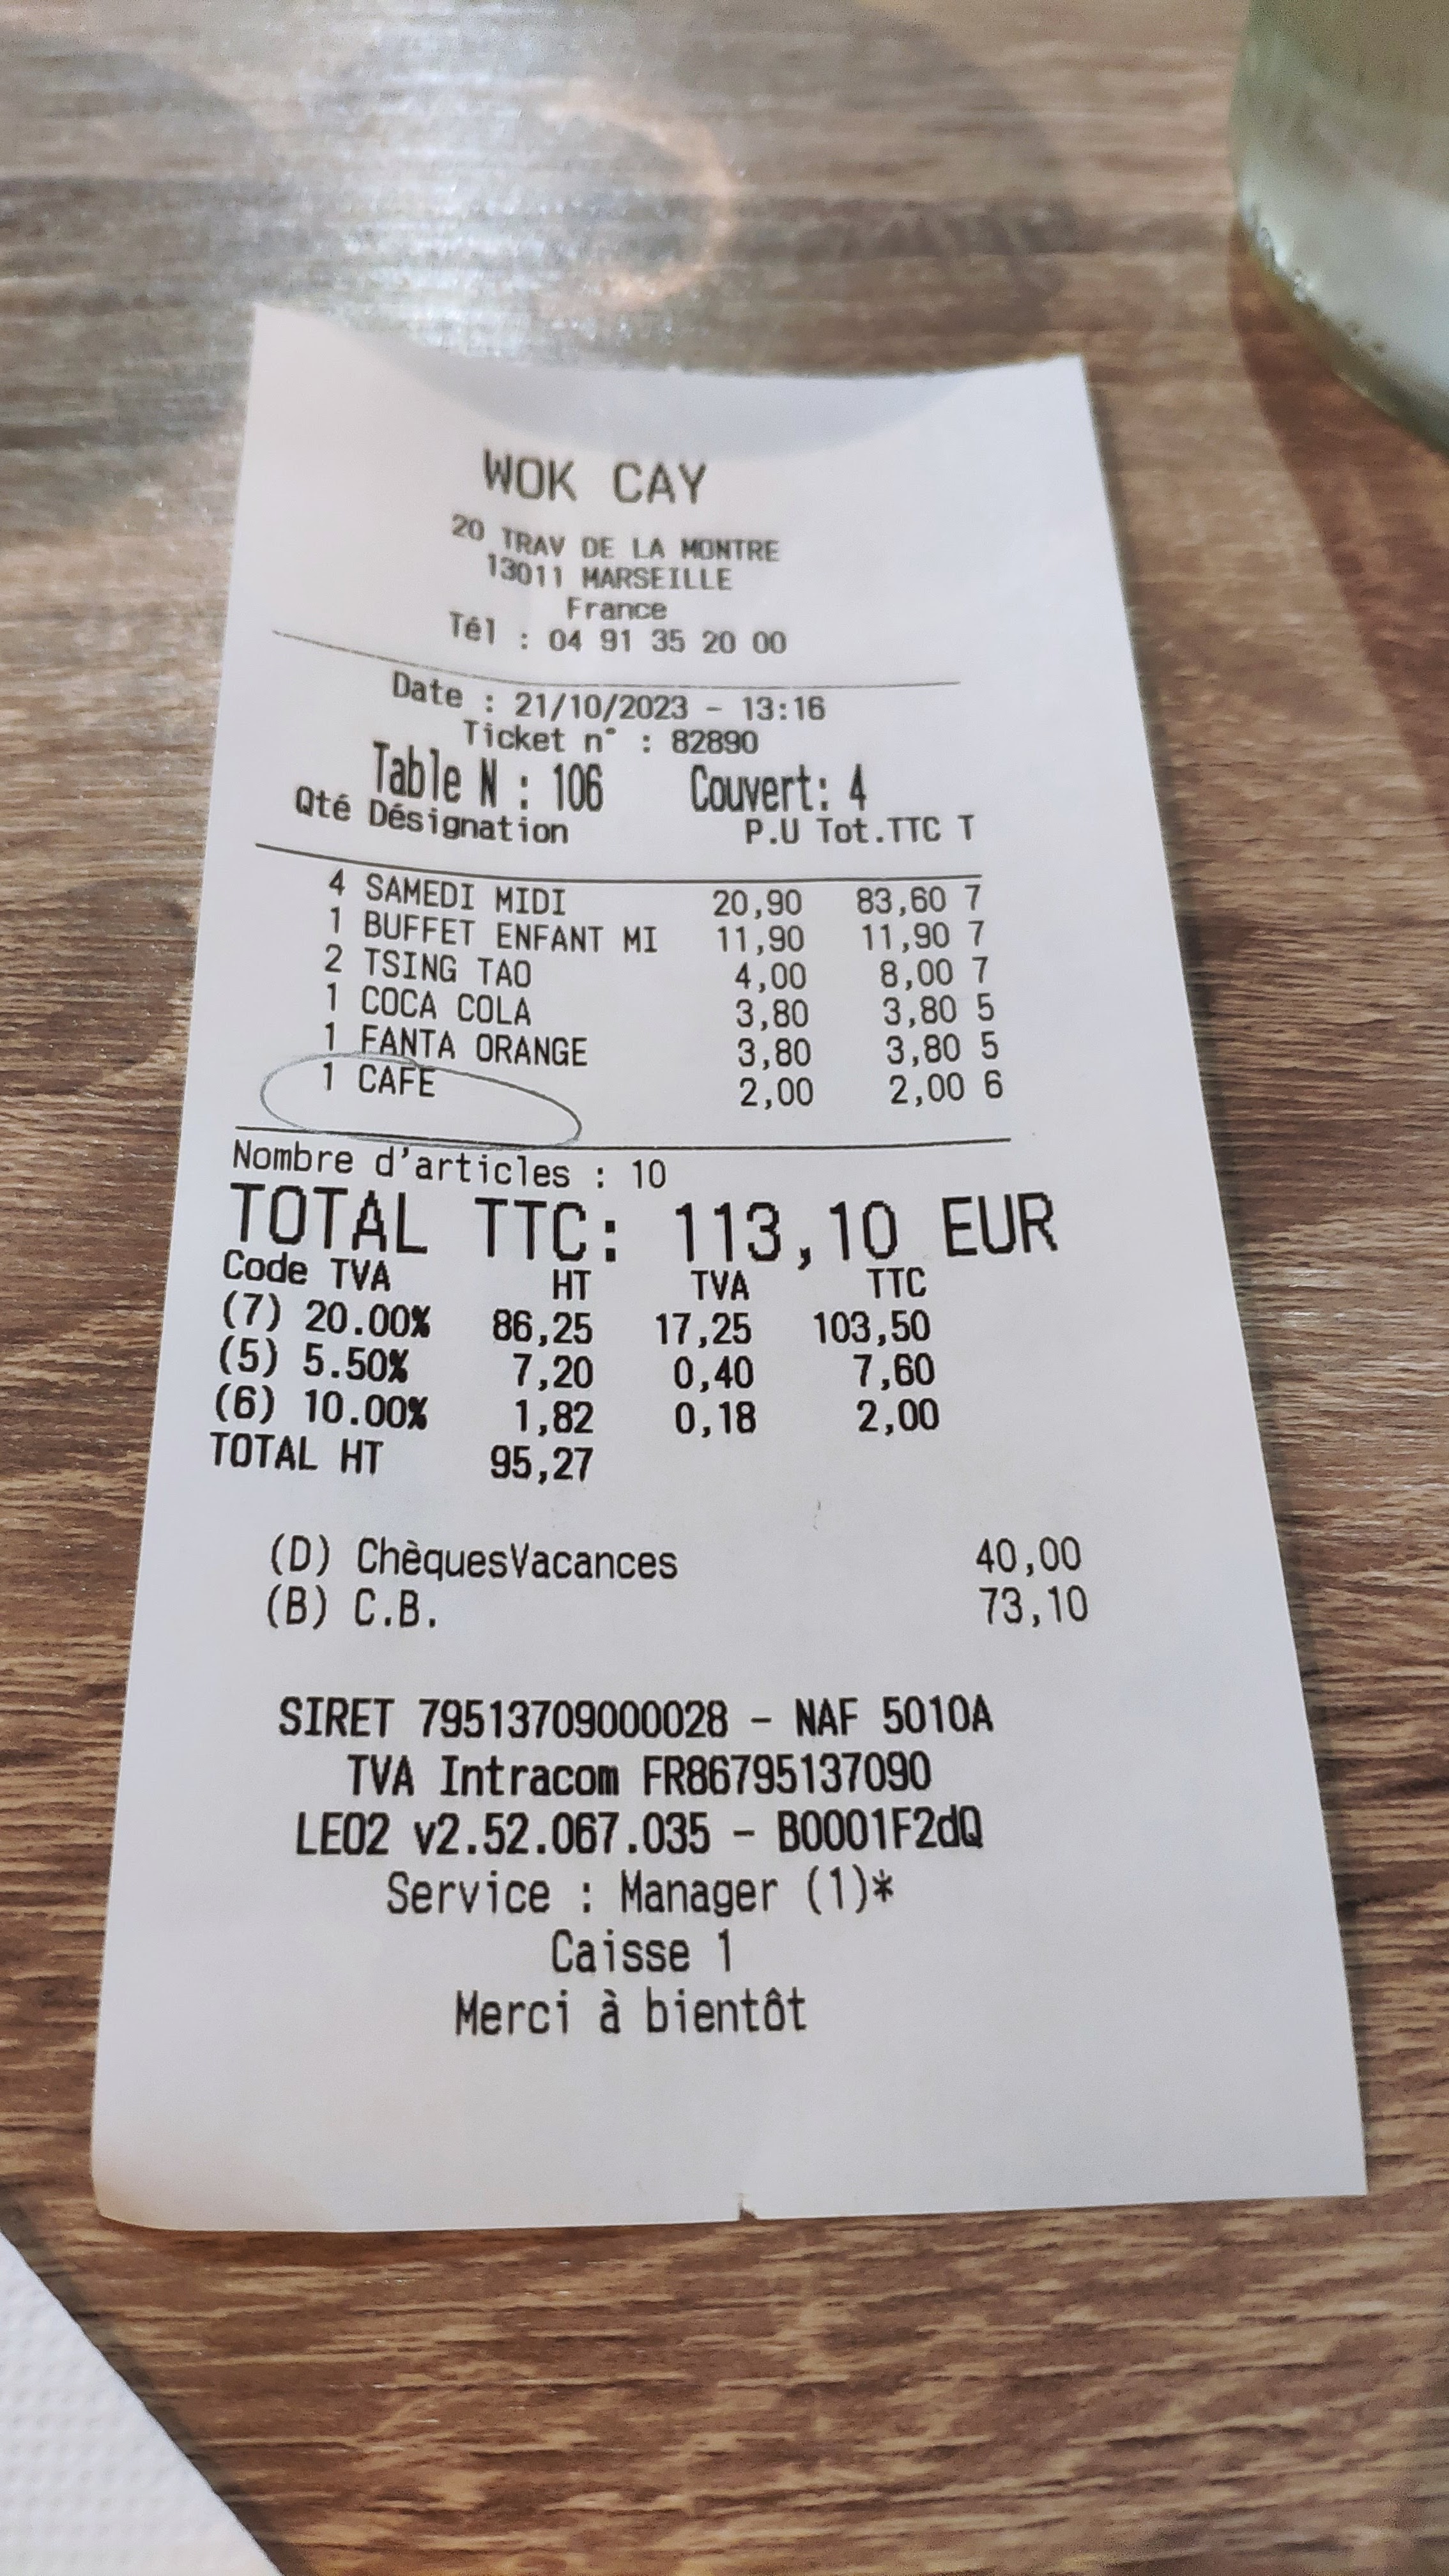 WOK CAY
20 TRAV DE LA MONTRE
13011 MARSEILLE
France
Tél : 04 91 35 20 00
Date : 21/10/2023 - 13:16
Ticket n° : 82890
Table N : 106 Couvert: 4
Qté Désignation P.U Tot.TTC T
4 SAMEDI MIDI 20,90 83,60 7
1 BUFFET ENFANT MI 11,90 11,90 7
2 TSING TAO 4,00 8,00 7
1 COCA COLA 3,80 3,80 5
1 FANTA ORANGE 3,80 3,80 5
1 CAFE 2,00 2,00 6
Nombre d'articles : 10
TOTAL TTC: 113,10 EUR
Code TVA HT TVA TTC
(7) 20.00% 86,25 17,25 103,50
(5) 5.50% 7,20 0,40 7,60
(6) 10.00% 1,82 0,18 2,00
TOTAL HT 95,27
(D) ChèquesVacances 40,00
(B) C.B. 73,10
SIRET 79513709000028 - NAF 5010A
TVA Intracom FR86795137090
LEO2 v2.52.067.035 - B0001F2dQ
Service : Manager (1)*
Caisse 1
Merci à bientôt